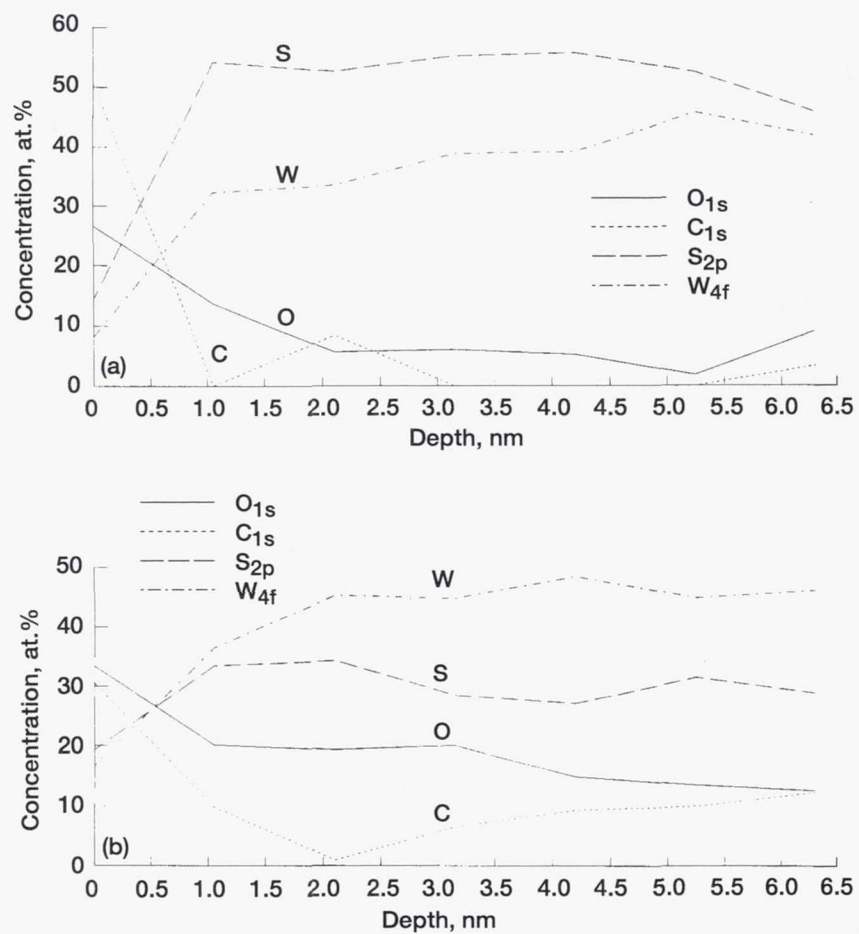 60
50
40
30
20
10
0
Concentration, at.%
S
W
O
C
(a)
O1s
C1s
S2p
W4f
0 0.5 1.0 1.5 2.0 2.5 3.0 3.5 4.0 4.5 5.0 5.5 6.0 6.5
Depth, nm
O1s
C1s
S2p
W4f
50
40
30
20
10
0
Concentration, at.%
W
S
O
C
(b)
0 0.5 1.0 1.5 2.0 2.5 3.0 3.5 4.0 4.5 5.0 5.5 6.0 6.5
Depth, nm